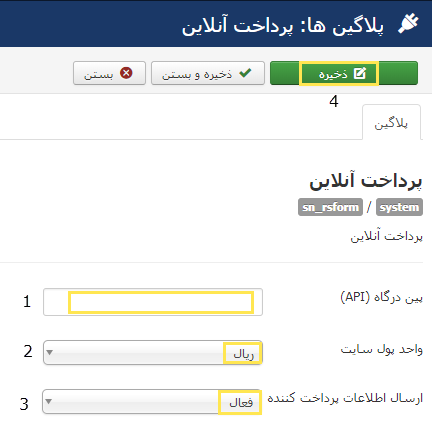 پلاگین ها: پرداخت آنلاین
ذخیره ذخیره و بستن بستن
4
پلاگین
پرداخت آنلاین
system / sn_rsform
پرداخت آنلاین
پین درگاه (API) 1
واحد پول سایت ریال 2
ارسال اطلاعات پرداخت کننده فعال 3